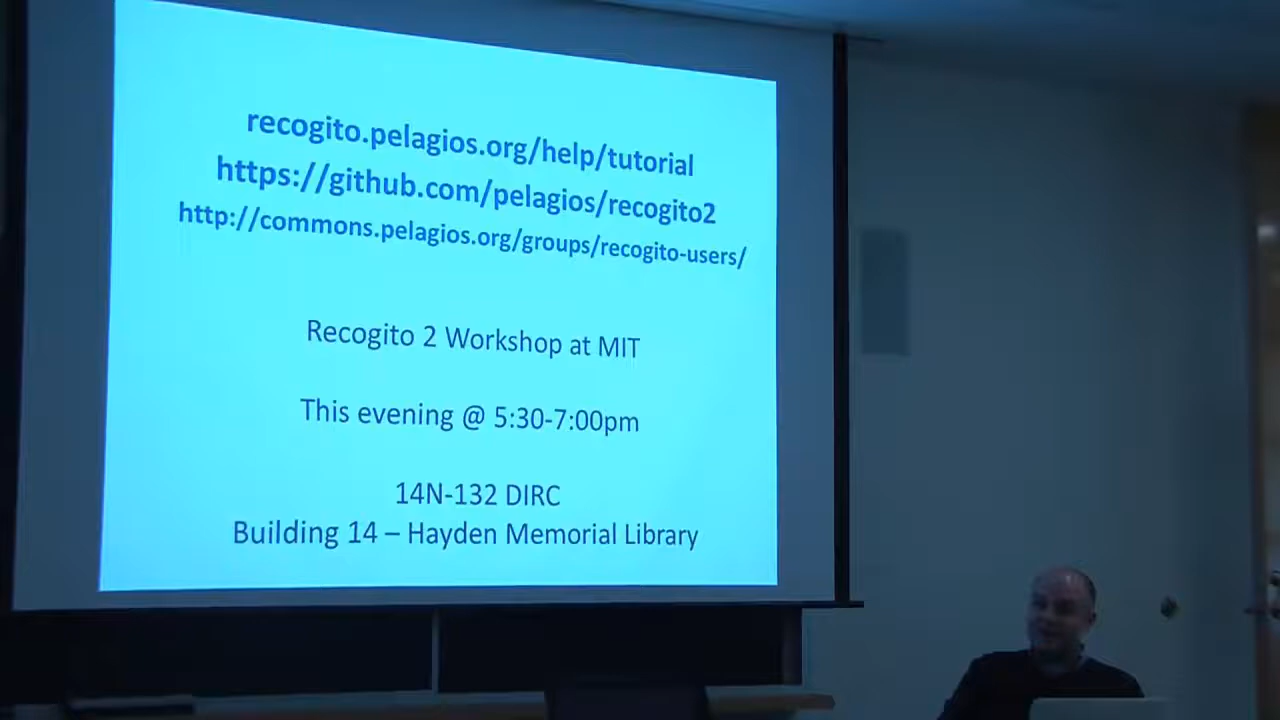 recogito.pelagios.org/help/tutorial
https://github.com/pelagios/recogito2
http://commons.pelagios.org/groups/recogito-users/
Recogito 2 Workshop at MIT
This evening @ 5:30-7:00pm
14N-132 DIRC
Building 14 – Hayden Memorial Library